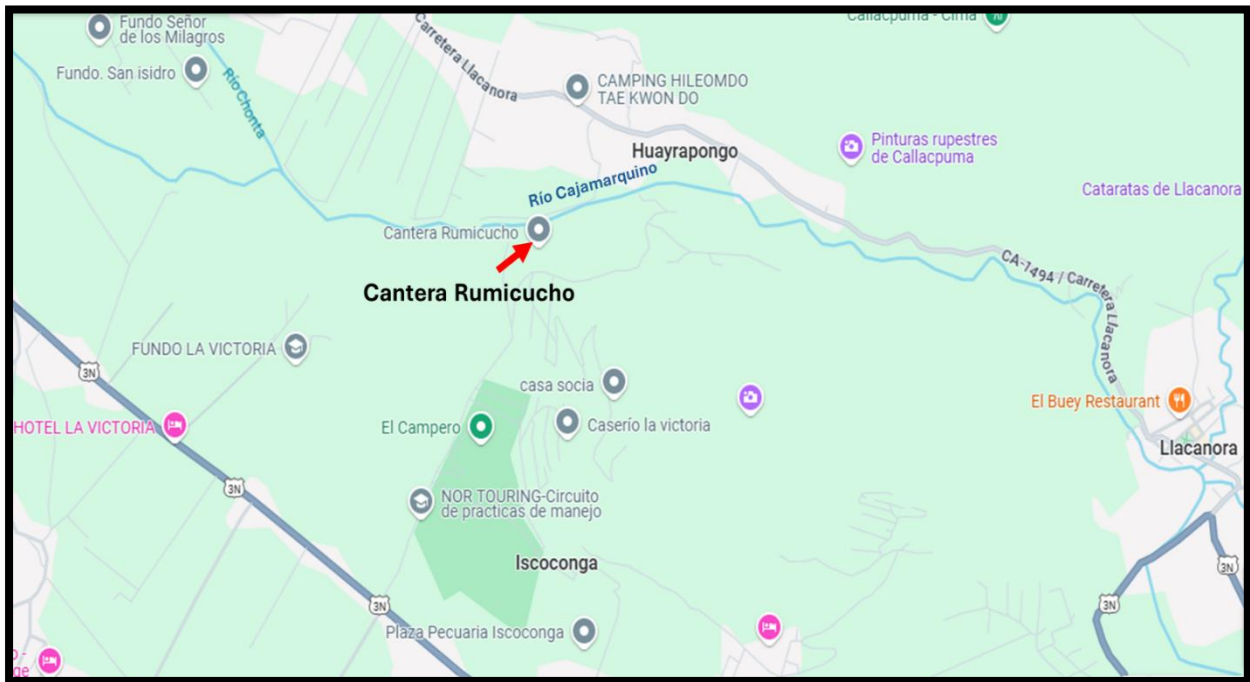 Fundo Señor
de los Milagros
Callacpuma - Cima
Fundo. San isidro
Río Chonta
Carretera Llacanora
CAMPING HILEOMDO
TAE KWON DO
Huayrapongo
Pinturas rupestres
de Callacpuma
Río Cajamarquino
Cataratas de Llacanora
Cantera Rumicucho
CA-1494 / Carretera Llacanora
Cantera Rumicucho
FUNDO LA VICTORIA
3N
casa socia
El Buey Restaurant
HOTEL LA VICTORIA
El Campero
Caserío la victoria
Llacanora
3N
NOR TOURING-Circuito
de practicas de manejo
Iscoconga
3N
3N
3N
Plaza Pecuaria Iscoconga